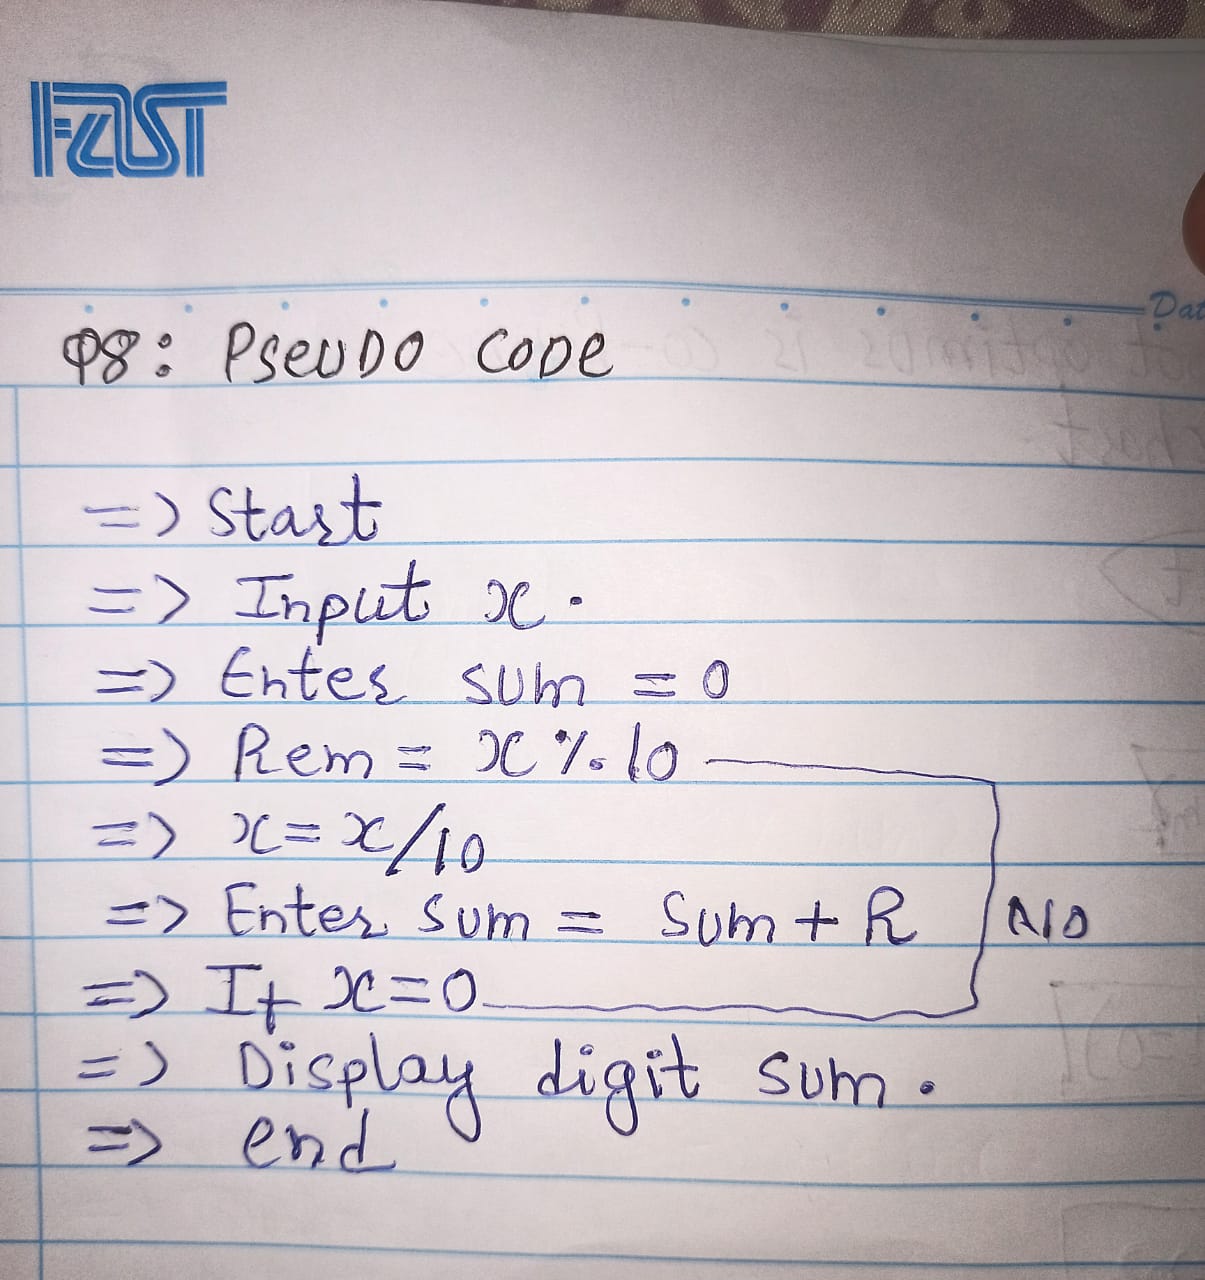 FAST
Dat
Q8: Pseudo Code
=> Start
=> Input x.
=> Enter sum = 0
=> Rem = x % 10
=> x = x/10
=> Enter sum = Sum + R NO
=> If x=0
=> Display digit sum.
=> end